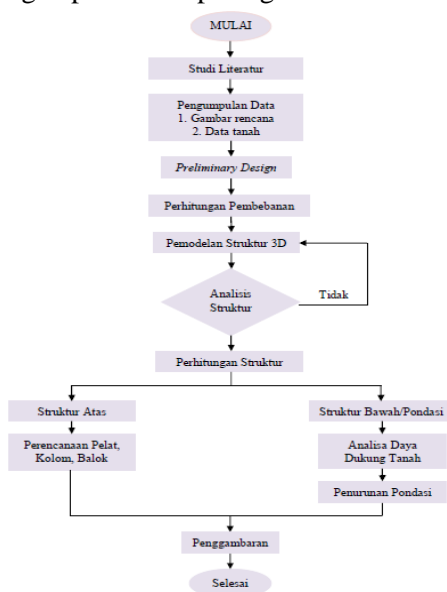 MULAI
Studi Literatur
Pengumpulan Data
1. Gambar rencana
2. Data tanah
Preliminary Design
Perhitungan Pembebanan
Pemodelan Struktur 3D
Analisis
Struktur
Tidak
Perhitungan Struktur
Struktur Atas
Perencanaan Pelat,
Kolom, Balok
Struktur Bawah/Pondasi
Analisa Daya
Dukung Tanah
Penurunan Pondasi
Penggambaran
Selesai